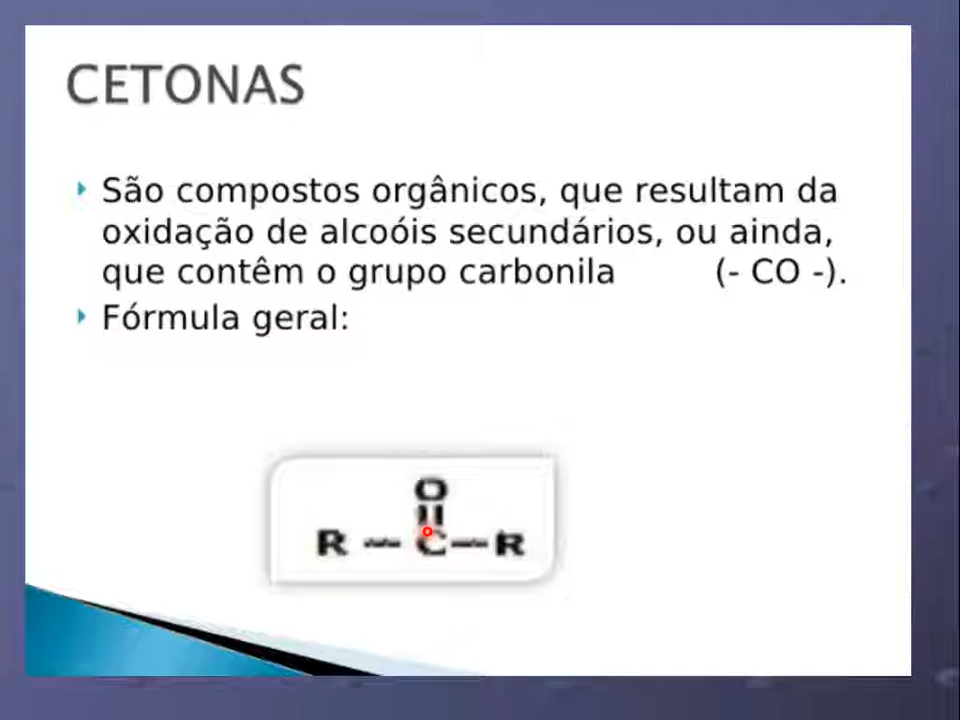 CETONAS
São compostos orgânicos, que resultam da
oxidação de alcoóis secundários, ou ainda,
que contêm o grupo carbonila (- CO -).
Fórmula geral:
O
||
R — C — R